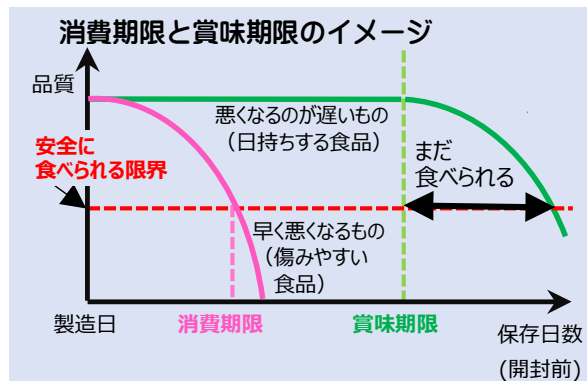 消費期限と賞味期限のイメージ
品質
悪くなるのが遅いもの
(日持ちする食品)
安全に
食べられる限界
まだ
食べられる
早く悪くなるもの
(傷みやすい
食品)
製造日
消費期限
賞味期限
保存日数
(開封前)